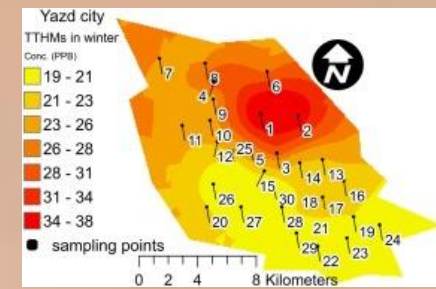 Yazd city
TTHMs in winter
Conc. (PPB)
19 - 21
21 - 23
23 - 26
26 - 28
28 - 31
31 - 34
34 - 38
sampling points
0 2 4 8 Kilometers
N
7
8
6
4
9
1
2
11
10
12
25
5
3
14
13
15
16
26
30
18
17
20
27
28
21
19
24
29
22
23